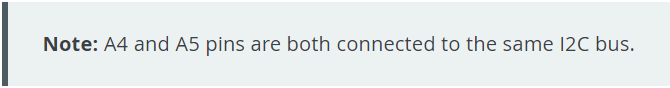 Note: A4 and A5 pins are both connected to the same I2C bus.